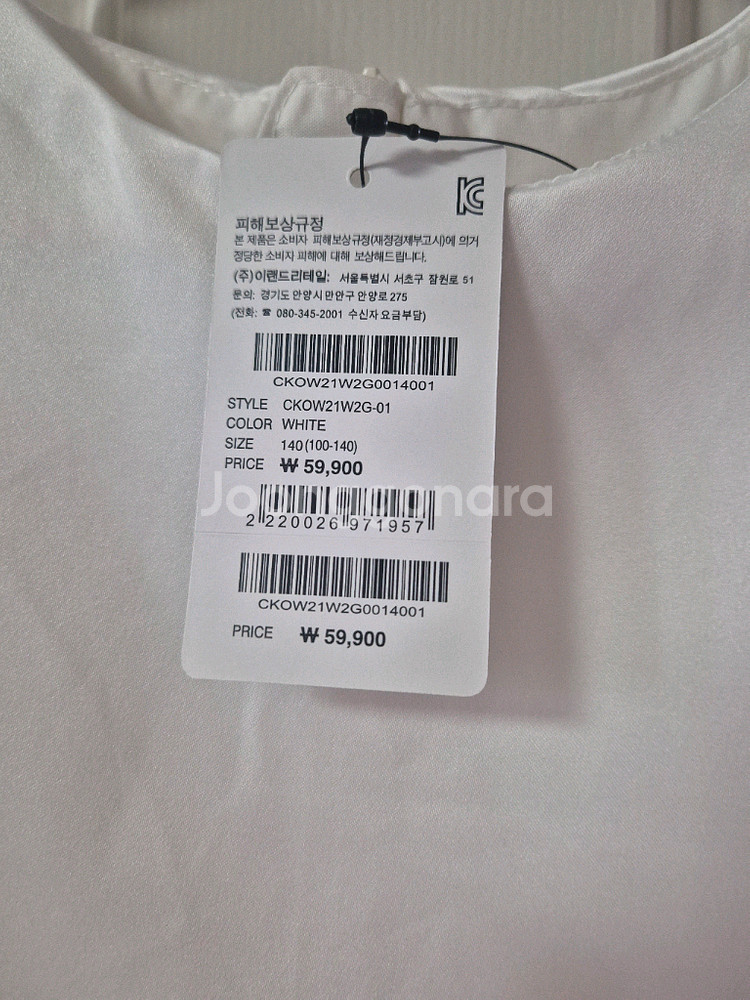 피해보상규정
본 제품은 소비자 피해보상규정(재정경제부고시)에 의거
정당한 소비자 피해에 대해 보상해드립니다.
(주)이랜드리테일: 서울특별시 서초구 잠원로 51
문의: 경기도 안양시 만안구 안양로 275
(전화: ☎ 080-345-2001 수신자 요금부담)
CKOW21W2G0014001
STYLE CKOW21W2G-01
COLOR WHITE
SIZE 140(100-140)
PRICE ₩ 59,900
Joongonara
2 220026 971957
CKOW21W2G0014001
PRICE ₩ 59,900